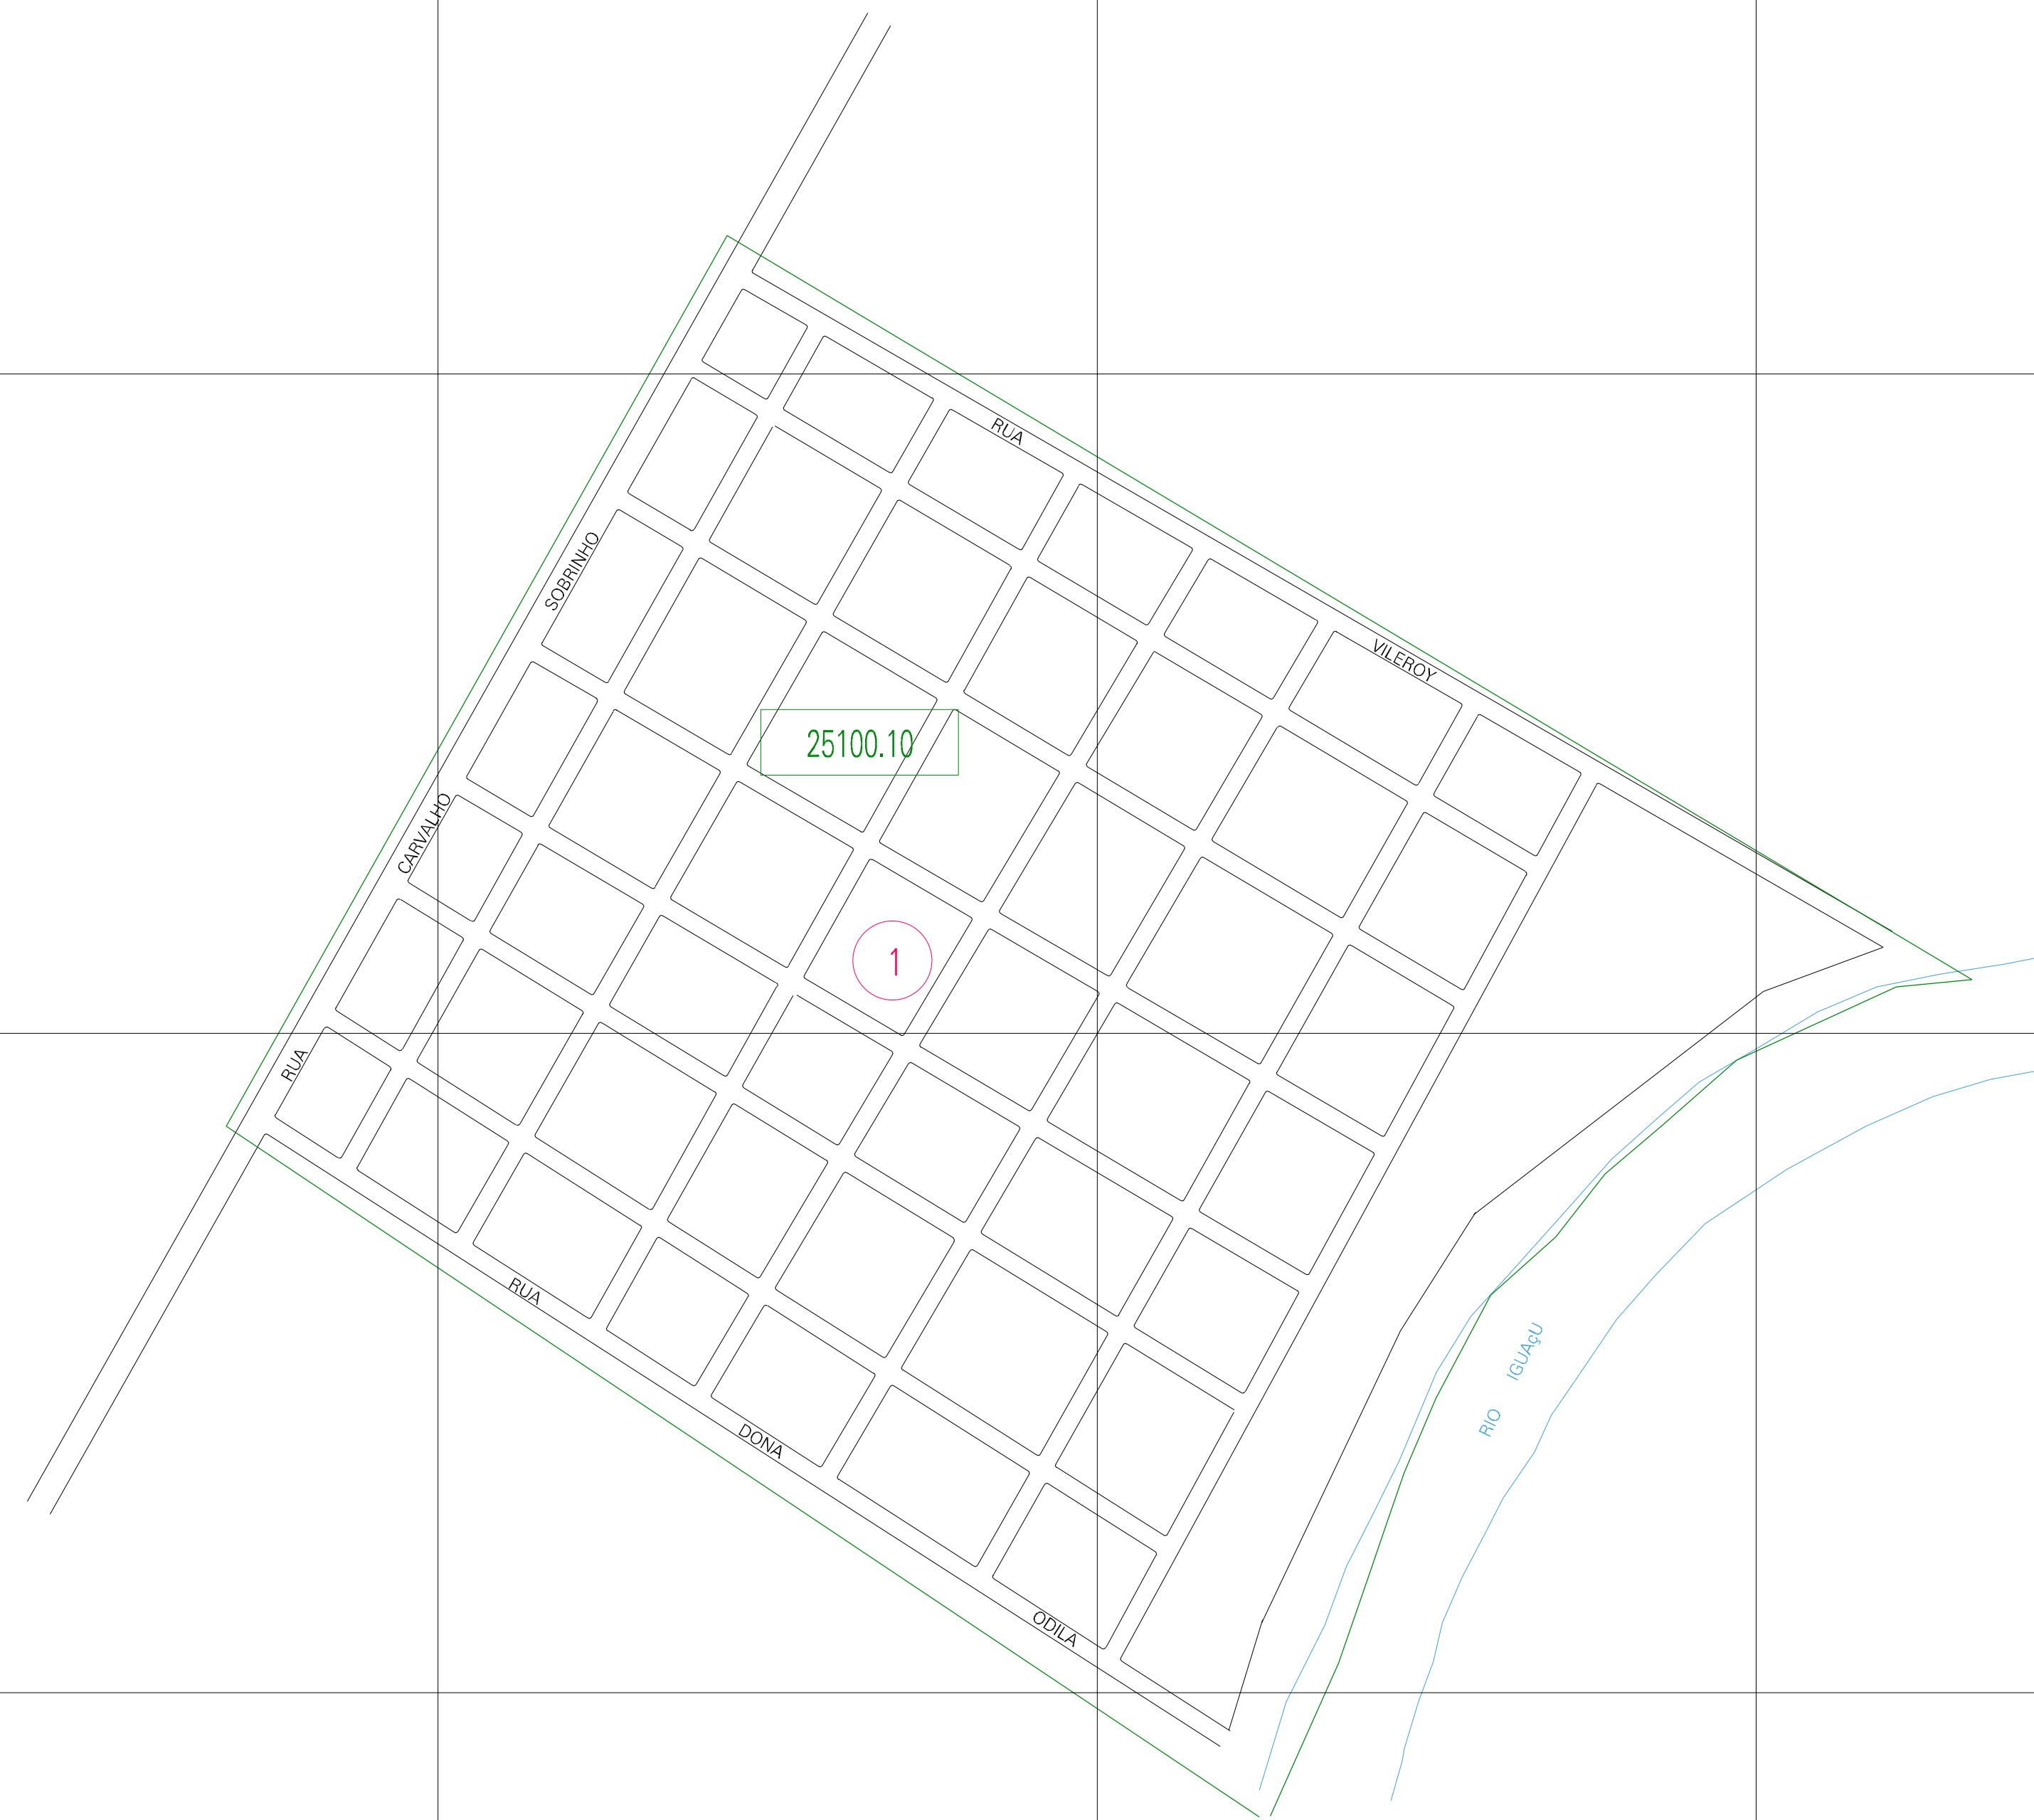 RUA VILEROY
RUA CARVALHO SOBRINHO
25100.10
1
RUA DONA ODILA
RIO IGUAçU